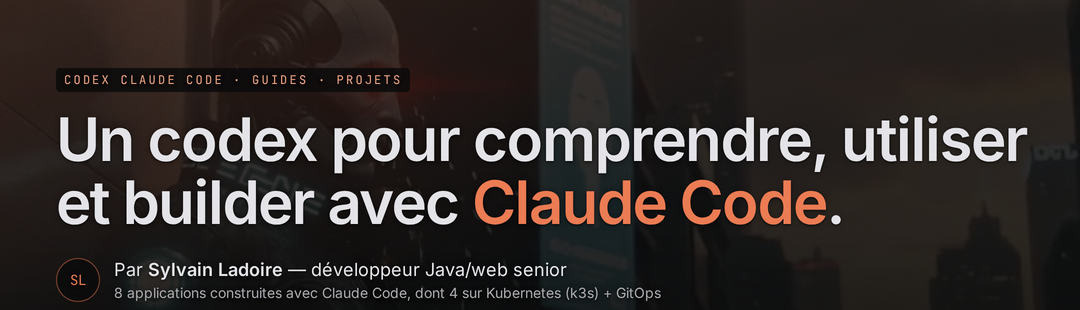 CODEX CLAUDE CODE · GUIDES · PROJETS
Un codex pour comprendre, utiliser
et builder avec Claude Code.
SL
Par Sylvain Ladoire — développeur Java/web senior
8 applications construites avec Claude Code, dont 4 sur Kubernetes (k3s) + GitOps